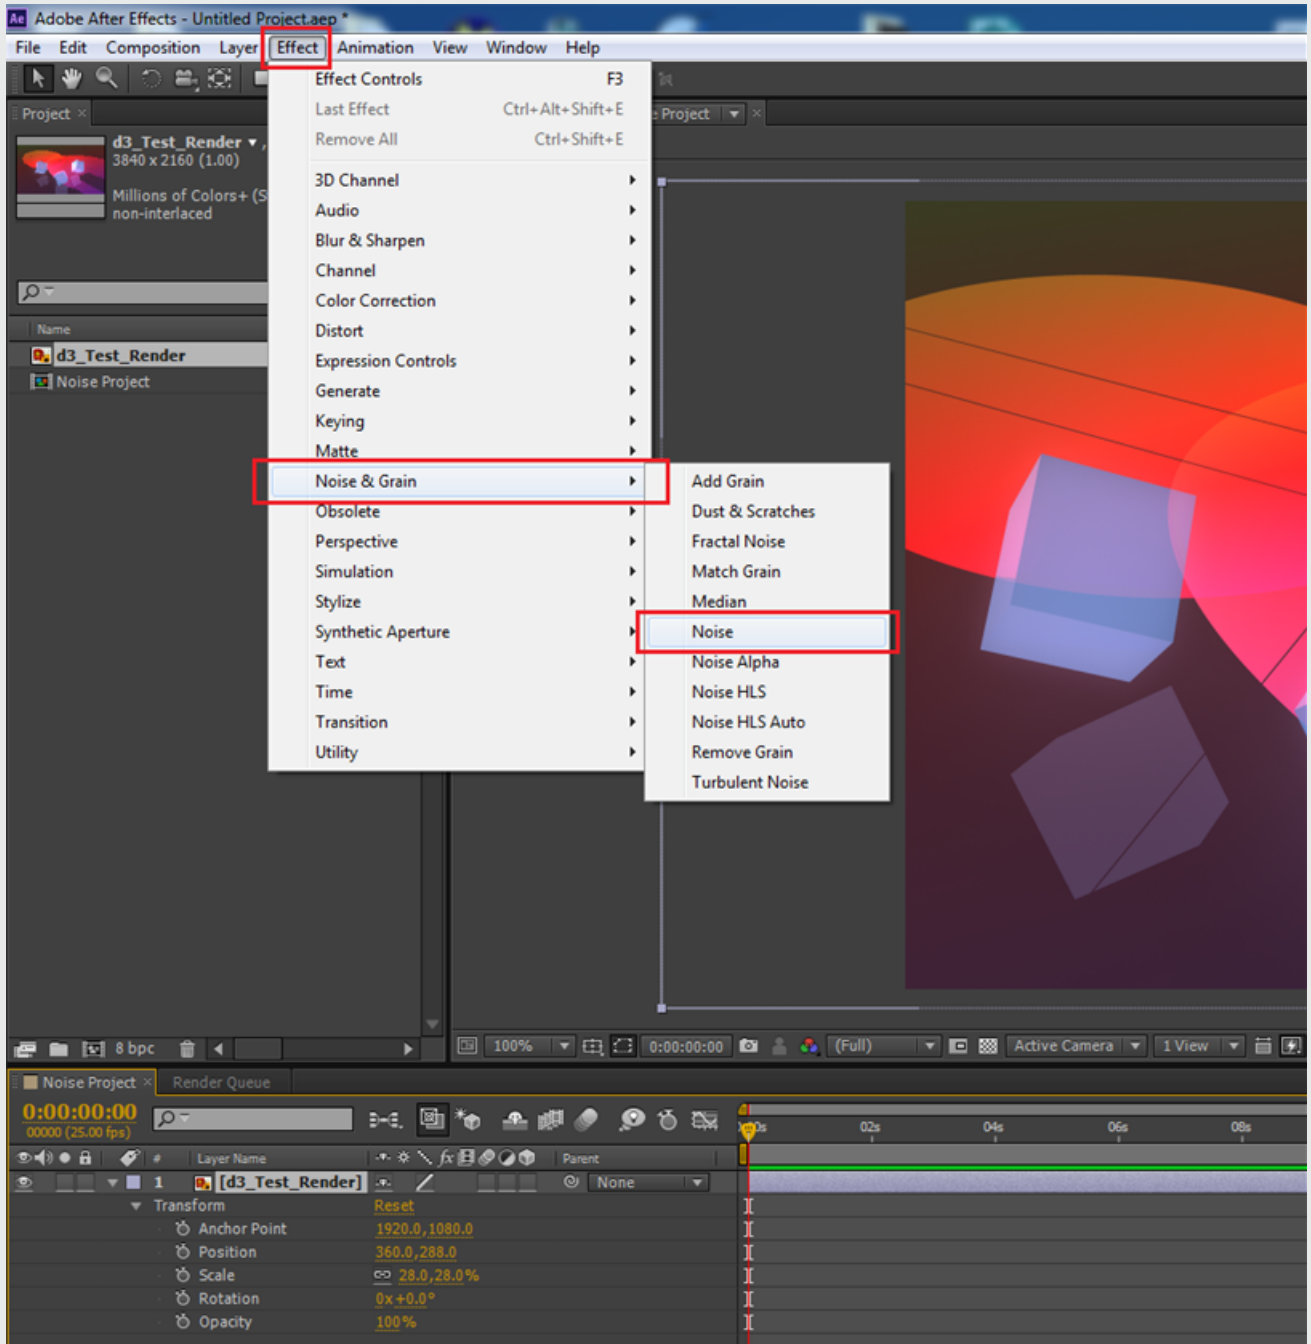 Ae Adobe After Effects - Untitled Project.aep *
File Edit Composition Layer Effect Animation View Window Help
Effect Controls F3
Last Effect Ctrl+Alt+Shift+E
Remove All Ctrl+Shift+E
3D Channel
Audio
Blur & Sharpen
Channel
Color Correction
Distort
Expression Controls
Generate
Keying
Matte
Noise & Grain
Obsolete
Perspective
Simulation
Stylize
Synthetic Aperture
Text
Time
Transition
Utility
Add Grain
Dust & Scratches
Fractal Noise
Match Grain
Median
Noise
Noise Alpha
Noise HLS
Noise HLS Auto
Remove Grain
Turbulent Noise
Project
Project
d3_Test_Render
3840 x 2160 (1.00)
Millions of Colors+ (S
non-interlaced
Name
d3_Test_Render
Noise Project
8 bpc
100% 0:00:00:00 (Full) Active Camera 1 View
Noise Project Render Queue
0:00:00:00
00000 (25.00 fps)
02s 04s 06s 08s
# Layer Name fx Parent
1 [d3_Test_Render] None
Transform Reset
Anchor Point 1920.0,1080.0
Position 360.0,288.0
Scale 28.0,28.0%
Rotation 0x+0.0°
Opacity 100%